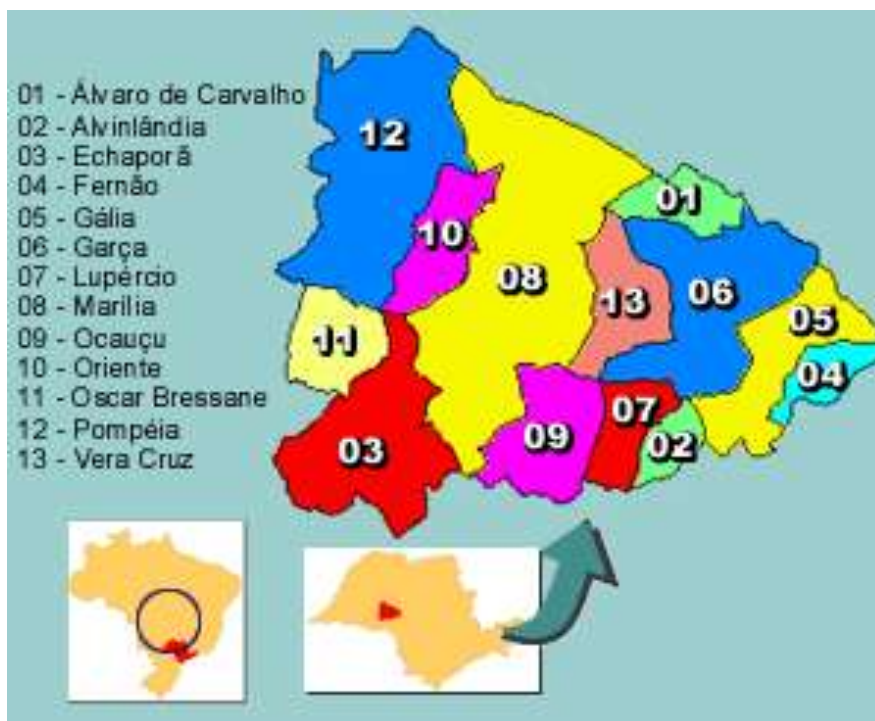 01 - Álvaro de Carvalho
02 - Alvinlândia
03 - Echaporã
04 - Fernão
05 - Gália
06 - Garça
07 - Lupércio
08 - Marília
09 - Ocauçu
10 - Oriente
11 - Oscar Bressane
12 - Pompéia
13 - Vera Cruz
12
01
10
08
13
06
05
11
04
07
03
09
02